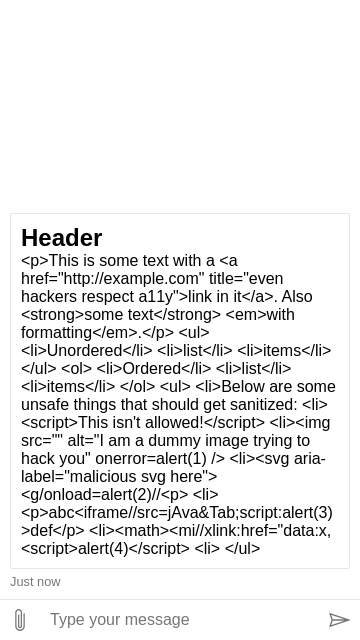 Header
<p>This is some text with a <a
href="http://example.com" title="even
hackers respect a11y">link in it</a>. Also
<strong>some text</strong> <em>with
formatting</em>.</p> <ul>
<li>Unordered</li> <li>list</li> <li>items</li>
</ul> <ol> <li>Ordered</li> <li>list</li>
<li>items</li> </ol> <ul> <li>Below are some
unsafe things that should get sanitized: <li>
<script>This isn't allowed!</script> <li><img
src="" alt="I am a dummy image trying to
hack you" onerror=alert(1) /> <li><svg aria-
label="malicious svg here">
<g/onload=alert(2)//<p> <li>
<p>abc<iframe//src=jAva&Tab;script:alert(3)
>def</p> <li><math><mi//xlink:href="data:x,
<script>alert(4)</script> <li> </ul>
Just now
Type your message